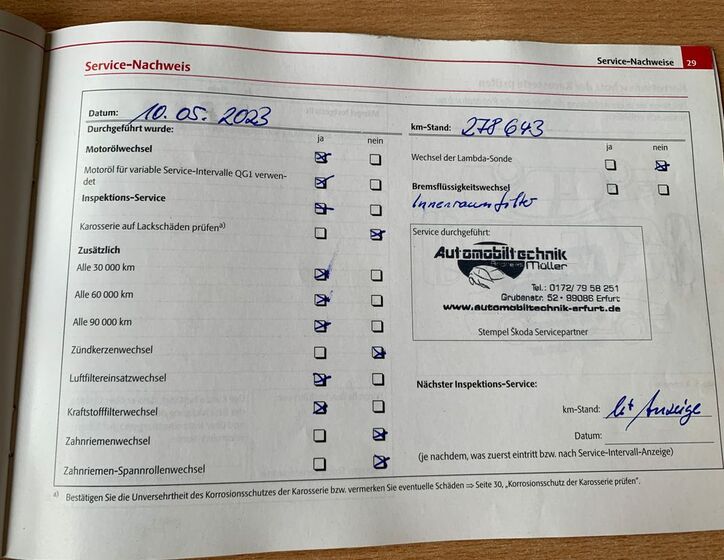 Service-Nachweise 29
Service-Nachweis
Datum: 10.05.2023
Durchgeführt wurde:
ja nein
Motorölwechsel
Motoröl für variable Service-Intervalle QG1 verwen-
det
Inspektions-Service
Karosserie auf Lackschäden prüfen a)
Zusätzlich
Alle 30 000 km
Alle 60 000 km
Alle 90 000 km
Zündkerzenwechsel
Luftfiltereinsatzwechsel
Kraftstofffilterwechsel
Zahnriemenwechsel
Zahnriemen-Spannrollenwechsel
km-Stand: 278643
ja nein
Wechsel der Lambda-Sonde
Bremsflüssigkeitswechsel
Innenraumfilter
Service durchgeführt:
Automobiltechnik
Müller
Tel.: 0172/ 79 58 251
Grubenstr. 52 • 99086 Erfurt
www.automobiltechnik-erfurt.de
Stempel Škoda Servicepartner
Nächster Inspektions-Service:
km-Stand: lt Anzeige
Datum:
(je nachdem, was zuerst eintritt bzw. nach Service-Intervall-Anzeige)
a) Bestätigen Sie die Unversehrtheit des Korrosionsschutzes der Karosserie bzw. vermerken Sie eventuelle Schäden ⇒ Seite 30, „Korrosionsschutz der Karosserie prüfen".